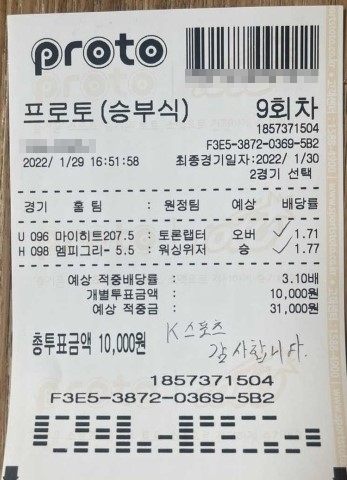 proto
프로토(승부식) 9회차
1857371504
F3E5-3872-0369-5B2
2022/ 1/29 16:51:58 최종경기일자:2022/ 1/30
2경기 선택
경기 홈 팀 : 원정팀 예상 배당률
U 096 마이히트207.5 : 토론랩터 오버 1.71
H 098 멤피그리- 5.5 : 워싱위저 승 1.77
예상 적중배당률 : 3.10배
개별투표금액 : 10,000원
예상 적중금 : 31,000원
총투표금액 10,000원
K스포츠
감사합니다.
1857371504
F3E5-3872-0369-5B2